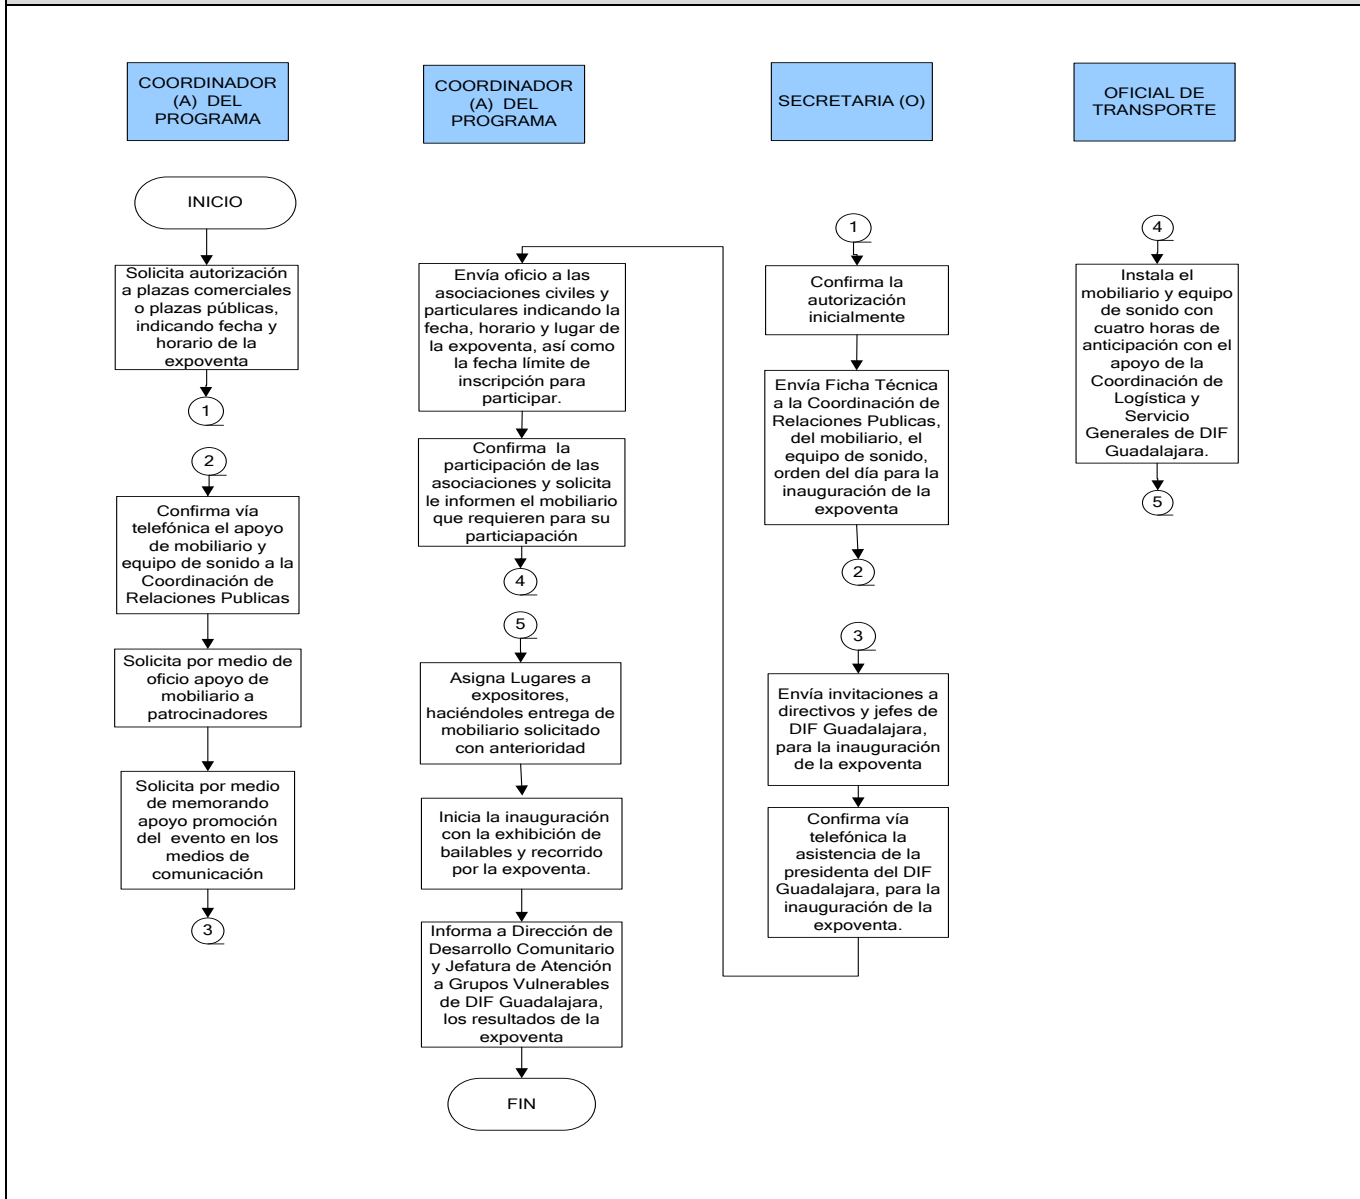 COORDINADOR
(A) DEL
PROGRAMA
INICIO
Solicita autorización
a plazas comerciales
o plazas públicas,
indicando fecha y
horario de la
expoventa
1
2
Confirma vía
telefónica el apoyo
de mobiliario y
equipo de sonido a la
Coordinación de
Relaciones Publicas
Solicita por medio de
oficio apoyo de
mobiliario a
patrocinadores
Solicita por medio
de memorando
apoyo promoción
del evento en los
medios de
comunicación
3
COORDINADOR
(A) DEL
PROGRAMA
Envía oficio a las
asociaciones civiles y
particulares indicando la
fecha, horario y lugar de
la expoventa, así como
la fecha límite de
inscripción para
participar.
Confirma la
participación de las
asociaciones y solicita
le informen el mobiliario
que requieren para su
particiapación
4
5
Asigna Lugares a
expositores,
haciéndoles entrega de
mobiliario solicitado
con anterioridad
Inicia la inauguración
con la exhibición de
bailables y recorrido
por la expoventa.
Informa a Dirección de
Desarrollo Comunitario
y Jefatura de Atención
a Grupos Vulnerables
de DIF Guadalajara,
los resultados de la
expoventa
FIN
SECRETARIA (O)
1
Confirma la
autorización
inicialmente
Envía Ficha Técnica
a la Coordinación de
Relaciones Publicas,
del mobiliario, el
equipo de sonido,
orden del día para la
inauguración de la
expoventa
2
3
Envía invitaciones a
directivos y jefes de
DIF Guadalajara,
para la inauguración
de la expoventa
Confirma vía
telefónica la
asistencia de la
presidenta del DIF
Guadalajara, para la
inauguración de la
expoventa.
OFICIAL DE
TRANSPORTE
4
Instala el
mobiliario y equipo
de sonido con
cuatro horas de
anticipación con el
apoyo de la
Coordinación de
Logística y
Servicio
Generales de DIF
Guadalajara.
5